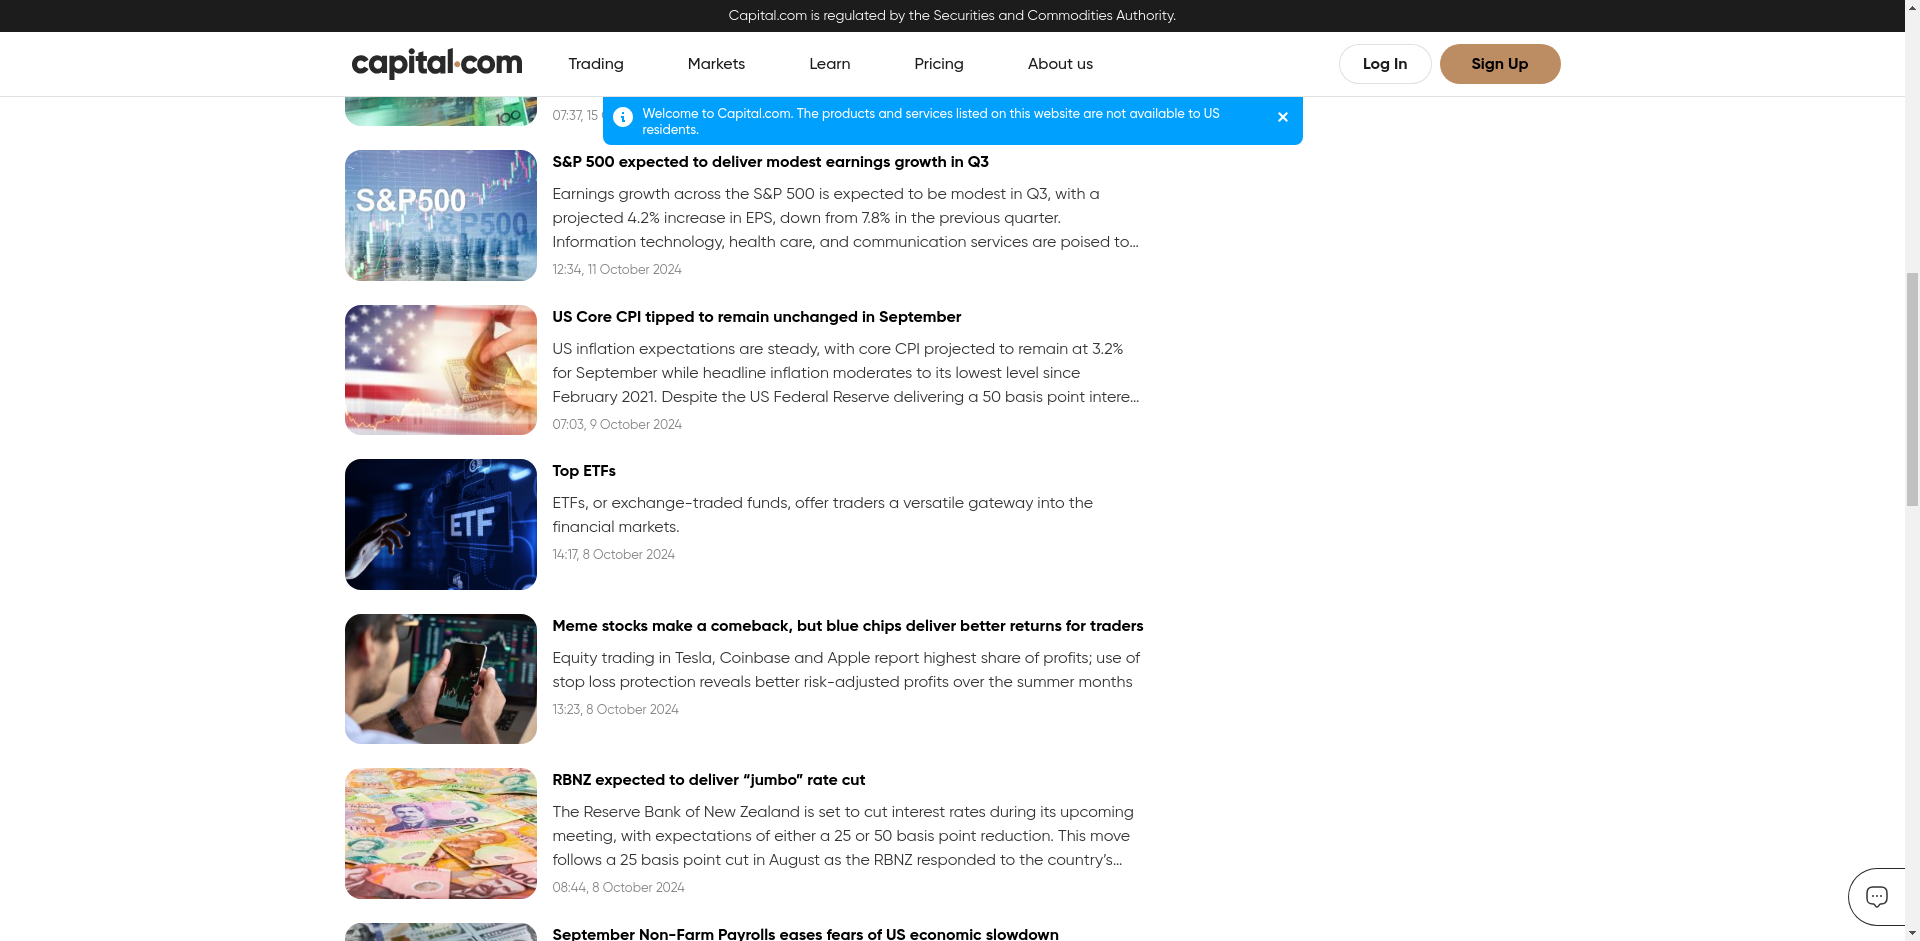 Capital.com is regulated by the Securities and Commodities Authority.
capital.com
Trading
Markets
Learn
Pricing
About us
Log In
Sign Up
Welcome to Capital.com. The products and services listed on this website are not available to US
residents.
100
07:37, 15
S&P500
S&P 500 expected to deliver modest earnings growth in Q3
Earnings growth across the S&P 500 is expected to be modest in Q3, with a
projected 4.2% increase in EPS, down from 7.8% in the previous quarter.
Information technology, health care, and communication services are poised to...
12:34, 11 October 2024
US Core CPI tipped to remain unchanged in September
US inflation expectations are steady, with core CPI projected to remain at 3.2%
for September while headline inflation moderates to its lowest level since
February 2021. Despite the US Federal Reserve delivering a 50 basis point intere...
07:03, 9 October 2024
ETF
Top ETFs
ETFs, or exchange-traded funds, offer traders a versatile gateway into the
financial markets.
14:17, 8 October 2024
Meme stocks make a comeback, but blue chips deliver better returns for traders
Equity trading in Tesla, Coinbase and Apple report highest share of profits; use of
stop loss protection reveals better risk-adjusted profits over the summer months
13:23, 8 October 2024
RBNZ expected to deliver “jumbo” rate cut
The Reserve Bank of New Zealand is set to cut interest rates during its upcoming
meeting, with expectations of either a 25 or 50 basis point reduction. This move
follows a 25 basis point cut in August as the RBNZ responded to the country’s...
08:44, 8 October 2024
September Non-Farm Payrolls eases fears of US economic slowdown